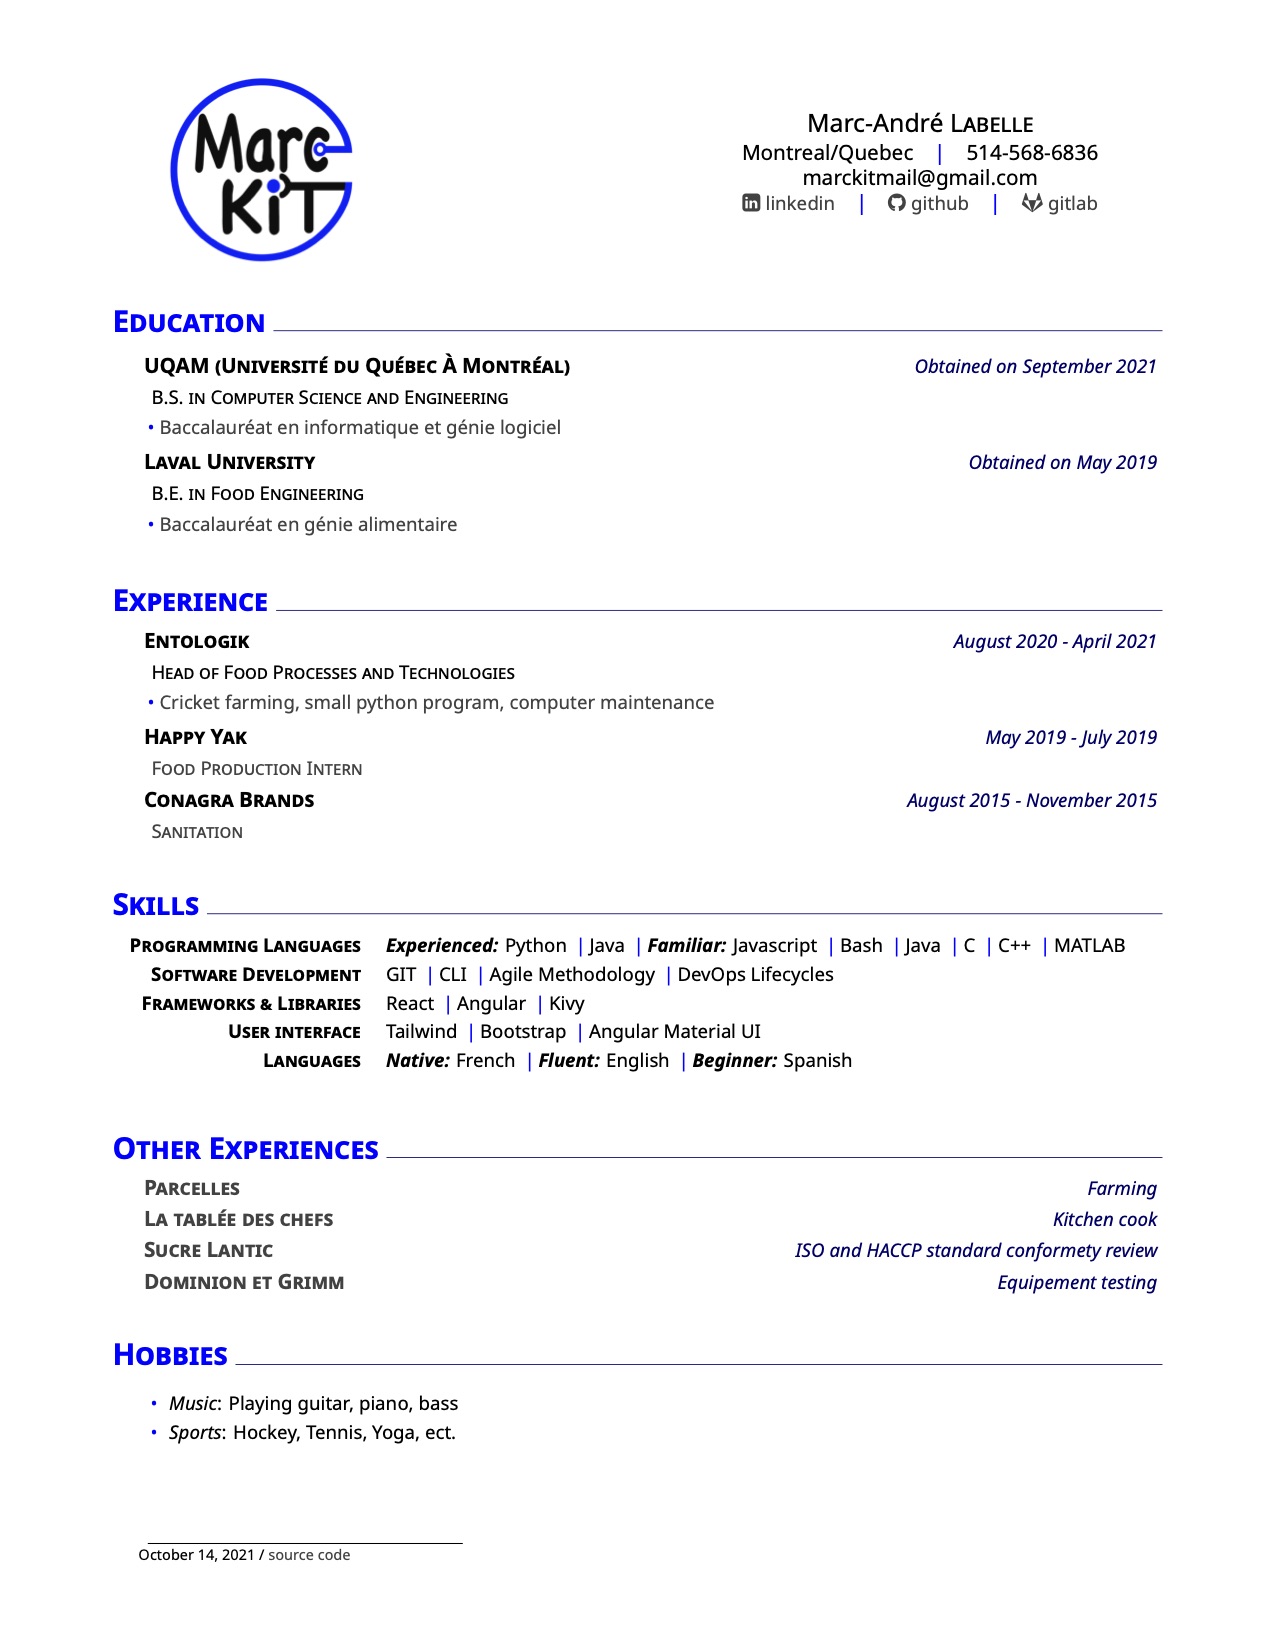 Marc
KiT
Marc-André LABELLE
Montreal/Quebec | 514-568-6836
marckitmail@gmail.com
linkedin | github | gitlab
EDUCATION
UQAM (UNIVERSITÉ DU QUÉBEC À MONTRÉAL) Obtained on September 2021
B.S. IN COMPUTER SCIENCE AND ENGINEERING
• Baccalauréat en informatique et génie logiciel
LAVAL UNIVERSITY Obtained on May 2019
B.E. IN FOOD ENGINEERING
• Baccalauréat en génie alimentaire
EXPERIENCE
ENTOLOGIK August 2020 - April 2021
HEAD OF FOOD PROCESSES AND TECHNOLOGIES
• Cricket farming, small python program, computer maintenance
HAPPY YAK May 2019 - July 2019
FOOD PRODUCTION INTERN
CONAGRA BRANDS August 2015 - November 2015
SANITATION
SKILLS
PROGRAMMING LANGUAGES Experienced: Python | Java | Familiar: Javascript | Bash | Java | C | C++ | MATLAB
SOFTWARE DEVELOPMENT GIT | CLI | Agile Methodology | DevOps Lifecycles
FRAMEWORKS & LIBRARIES React | Angular | Kivy
USER INTERFACE Tailwind | Bootstrap | Angular Material UI
LANGUAGES Native: French | Fluent: English | Beginner: Spanish
OTHER EXPERIENCES
PARCELLES Farming
LA TABLÉE DES CHEFS Kitchen cook
SUCRE LANTIC ISO and HACCP standard conformety review
DOMINION ET GRIMM Equipement testing
HOBBIES
• Music: Playing guitar, piano, bass
• Sports: Hockey, Tennis, Yoga, ect.
October 14, 2021 / source code